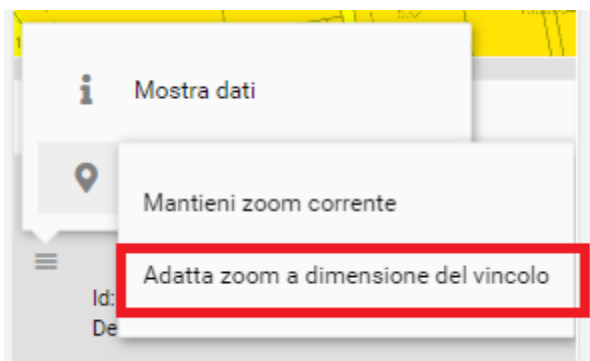 Mostra dati
Mantieni zoom corrente
Adatta zoom a dimensione del vincolo
Id:
De